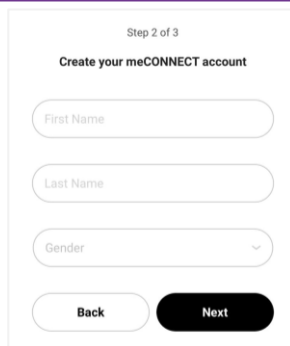 Step 2 of 3
Create your meCONNECT account
First Name
Last Name
Gender
Back Next